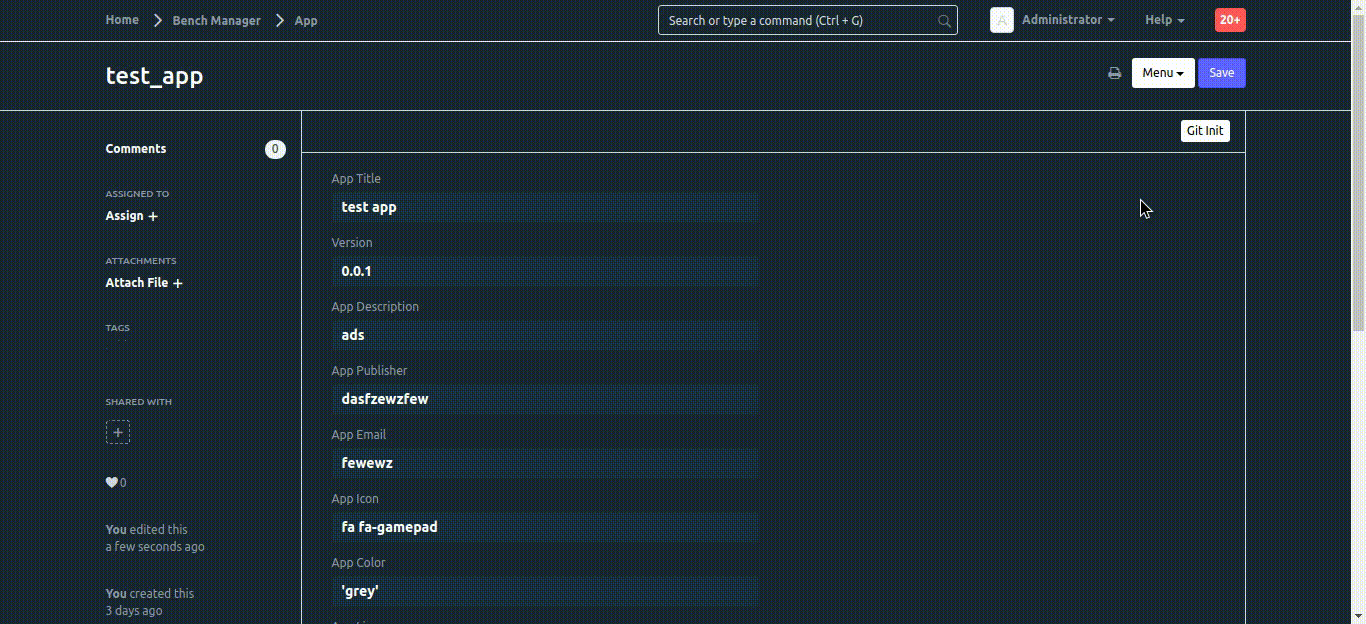 Home Bench Manager App Search or type a command (Ctrl + G) A Administrator Help 20+
test_app Menu Save
Git Init
Comments 0
ASSIGNED TO
Assign +
ATTACHMENTS
Attach File +
TAGS
SHARED WITH
+
0
You edited this
a few seconds ago
You created this
3 days ago
App Title
test app
Version
0.0.1
App Description
ads
App Publisher
dasfzewzfew
App Email
fewewz
App Icon
fa fa-gamepad
App Color
'grey'